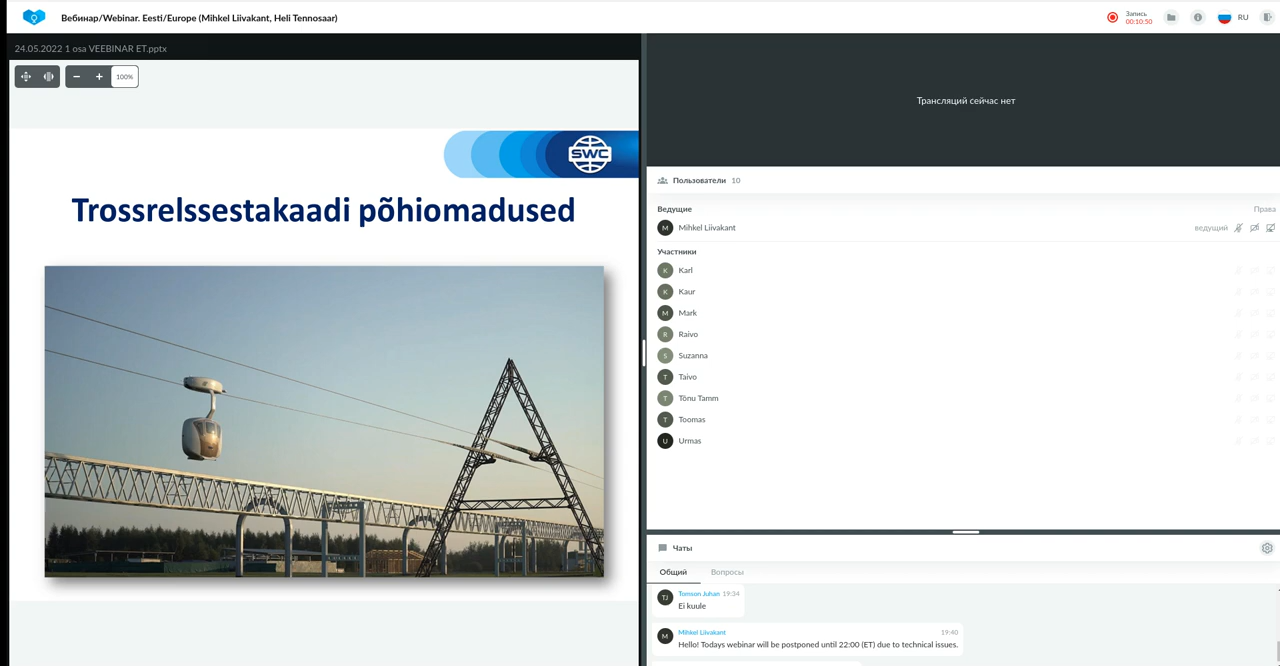 Вебинар/Webinar. Eesti/Europe (Mihkel Liivakant, Heli Tennosaar)
Запись
00:10:50
RU
24.05.2022 1 osa VEEBINAR ET.pptx
100%
SWC
Trossrelssestakaadi põhiomadused
Трансляций сейчас нет
Пользователи 10
Ведущие
Права
M Mihkel Liivakant ведущий
Участники
K Karl
K Kaur
M Mark
R Raivo
S Suzanna
T Taivo
T Tõnu Tamm
T Toomas
U Urmas
Чаты
Общий Вопросы
TJ Tomson Juhan 19:34
Ei kuule
M Mihkel Liivakant 19:40
Hello! Todays webinar will be postponed until 22:00 (ET) due to technical issues.